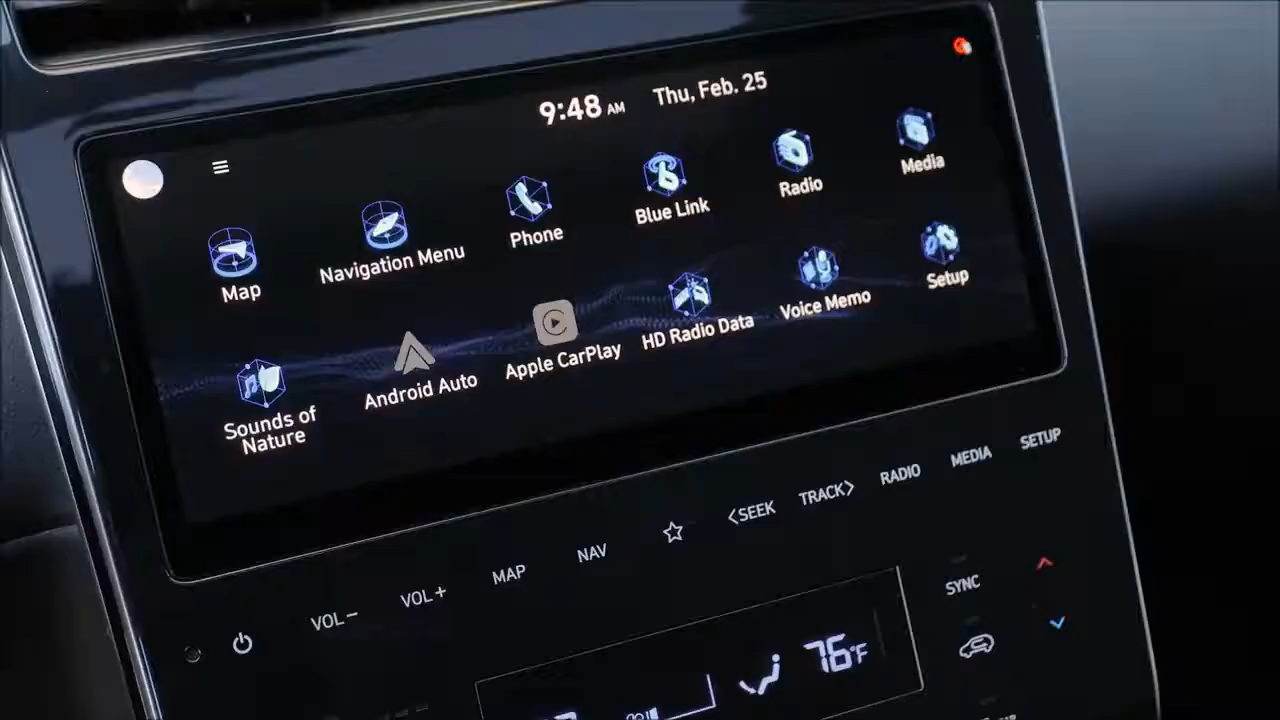 9:48 AM Thu, Feb. 25
Map
Navigation Menu
Phone
Blue Link
Radio
Media
Sounds of
Nature
Android Auto
Apple CarPlay
HD Radio Data
Voice Memo
Setup
VOL−
VOL+
MAP
NAV
<SEEK
TRACK>
RADIO
MEDIA
SETUP
SYNC
76°F